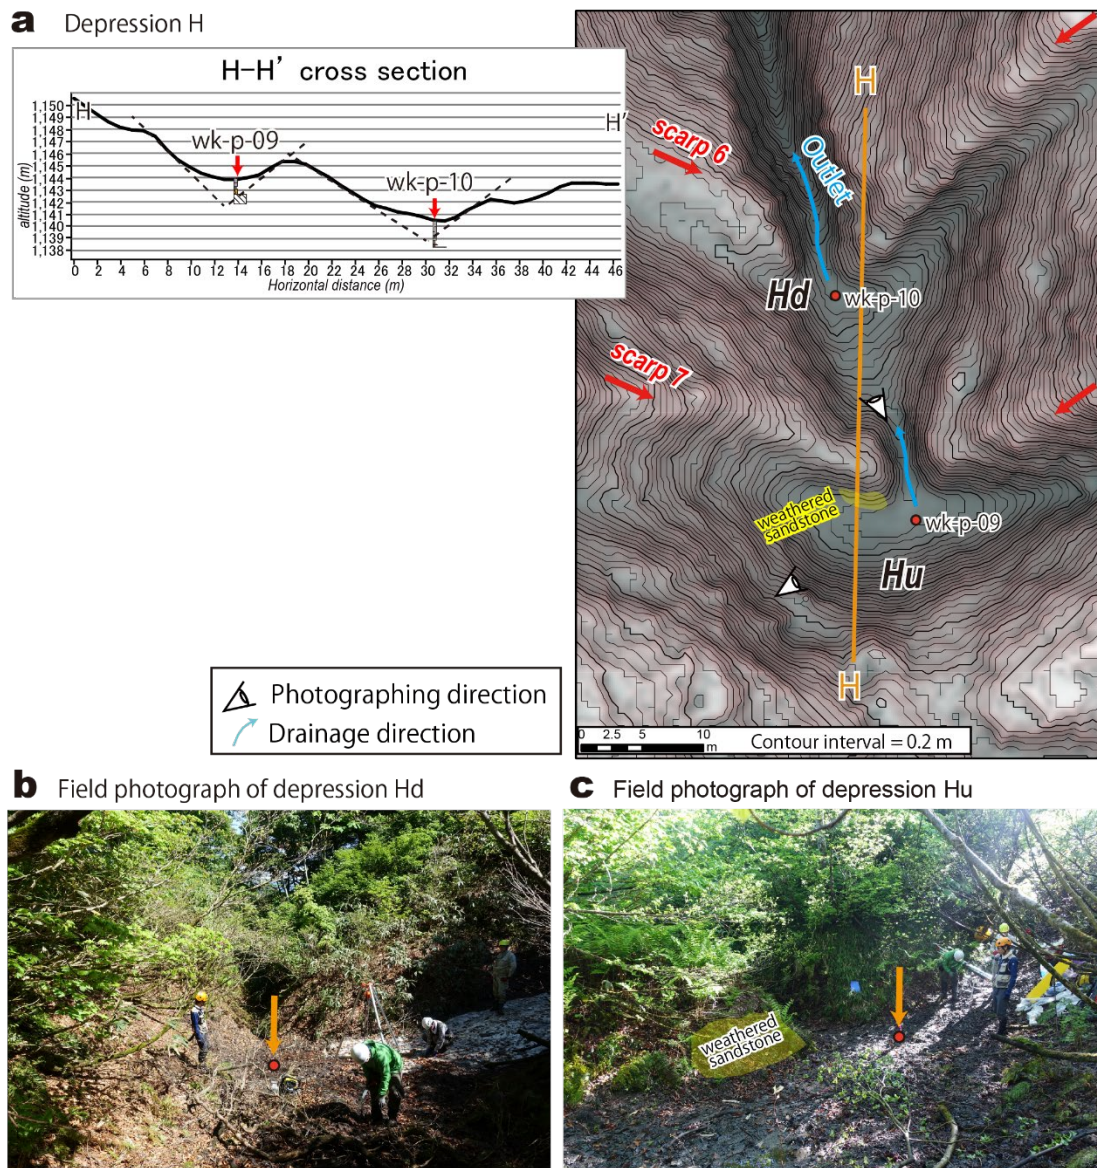 a Depression H
H-H' cross section
1,150
1,149
1,148
1,147
1,146
1,145
1,144
1,143
1,142
1,141
1,140
1,139
1,138
altitude (m)
H
H'
wk-p-09
wk-p-10
0 2 4 6 8 10 12 14 16 18 20 22 24 26 28 30 32 34 36 38 40 42 44 46
Horizontal distance (m)
H
scarp 6
Outlet
Hd
wk-p-10
scarp 7
weathered
sandstone
wk-p-09
Hu
H
0 2.5 5 10
m
Contour interval = 0.2 m
Photographing direction
Drainage direction
b Field photograph of depression Hd
c Field photograph of depression Hu
weathered
sandstone